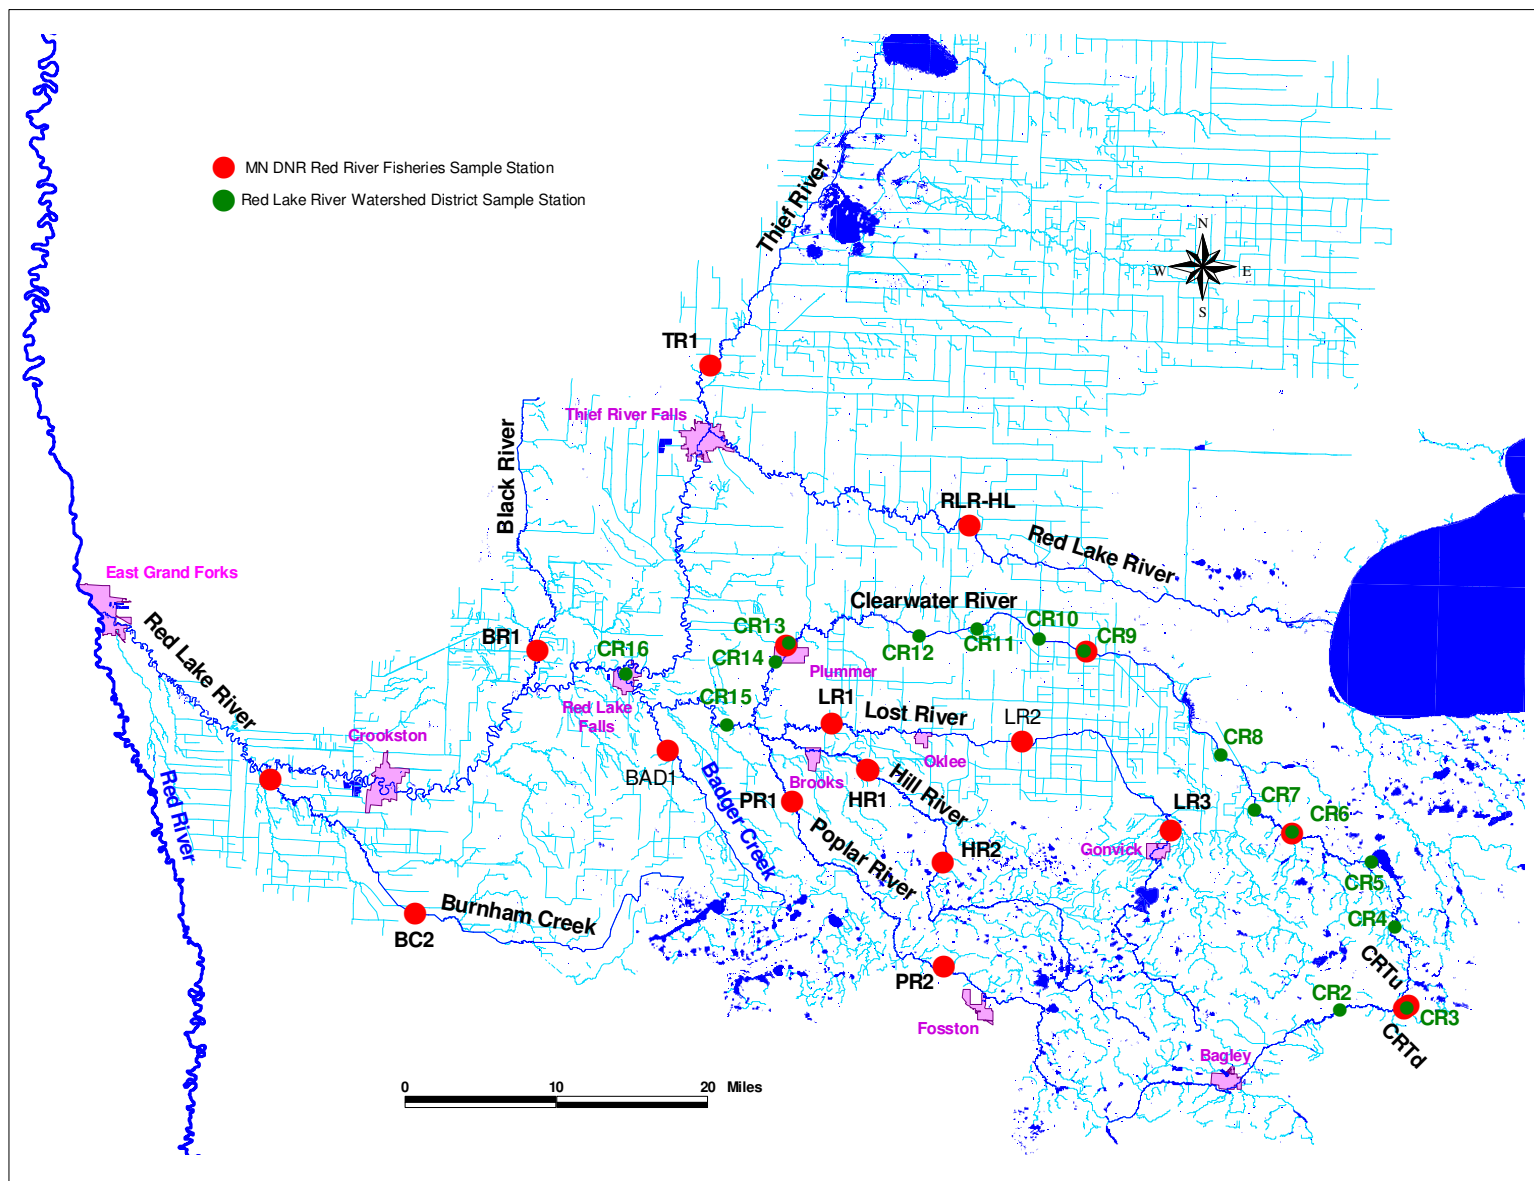 MN DNR Red River Fisheries Sample Station
Red Lake River Watershed District Sample Station
Thief River
N
W
E
S
TR1
Thief River Falls
Black River
RLR-HL
Red Lake River
East Grand Forks
Red Lake River
Clearwater River
BR1
CR16
CR13
CR14
Plummer
CR12
CR11
CR10
CR9
Red Lake
Falls
CR15
LR1
Lost River
LR2
Oklee
CR8
Crookston
Red River
BAD1
Badger Creek
Brooks
PR1
HR1
Hill River
Poplar River
HR2
LR3
Gonvick
CR7
CR6
CR5
CR4
Burnham Creek
BC2
PR2
Fosston
CRTu
CR2
CR3
CRTd
Bagley
0
10
20
Miles